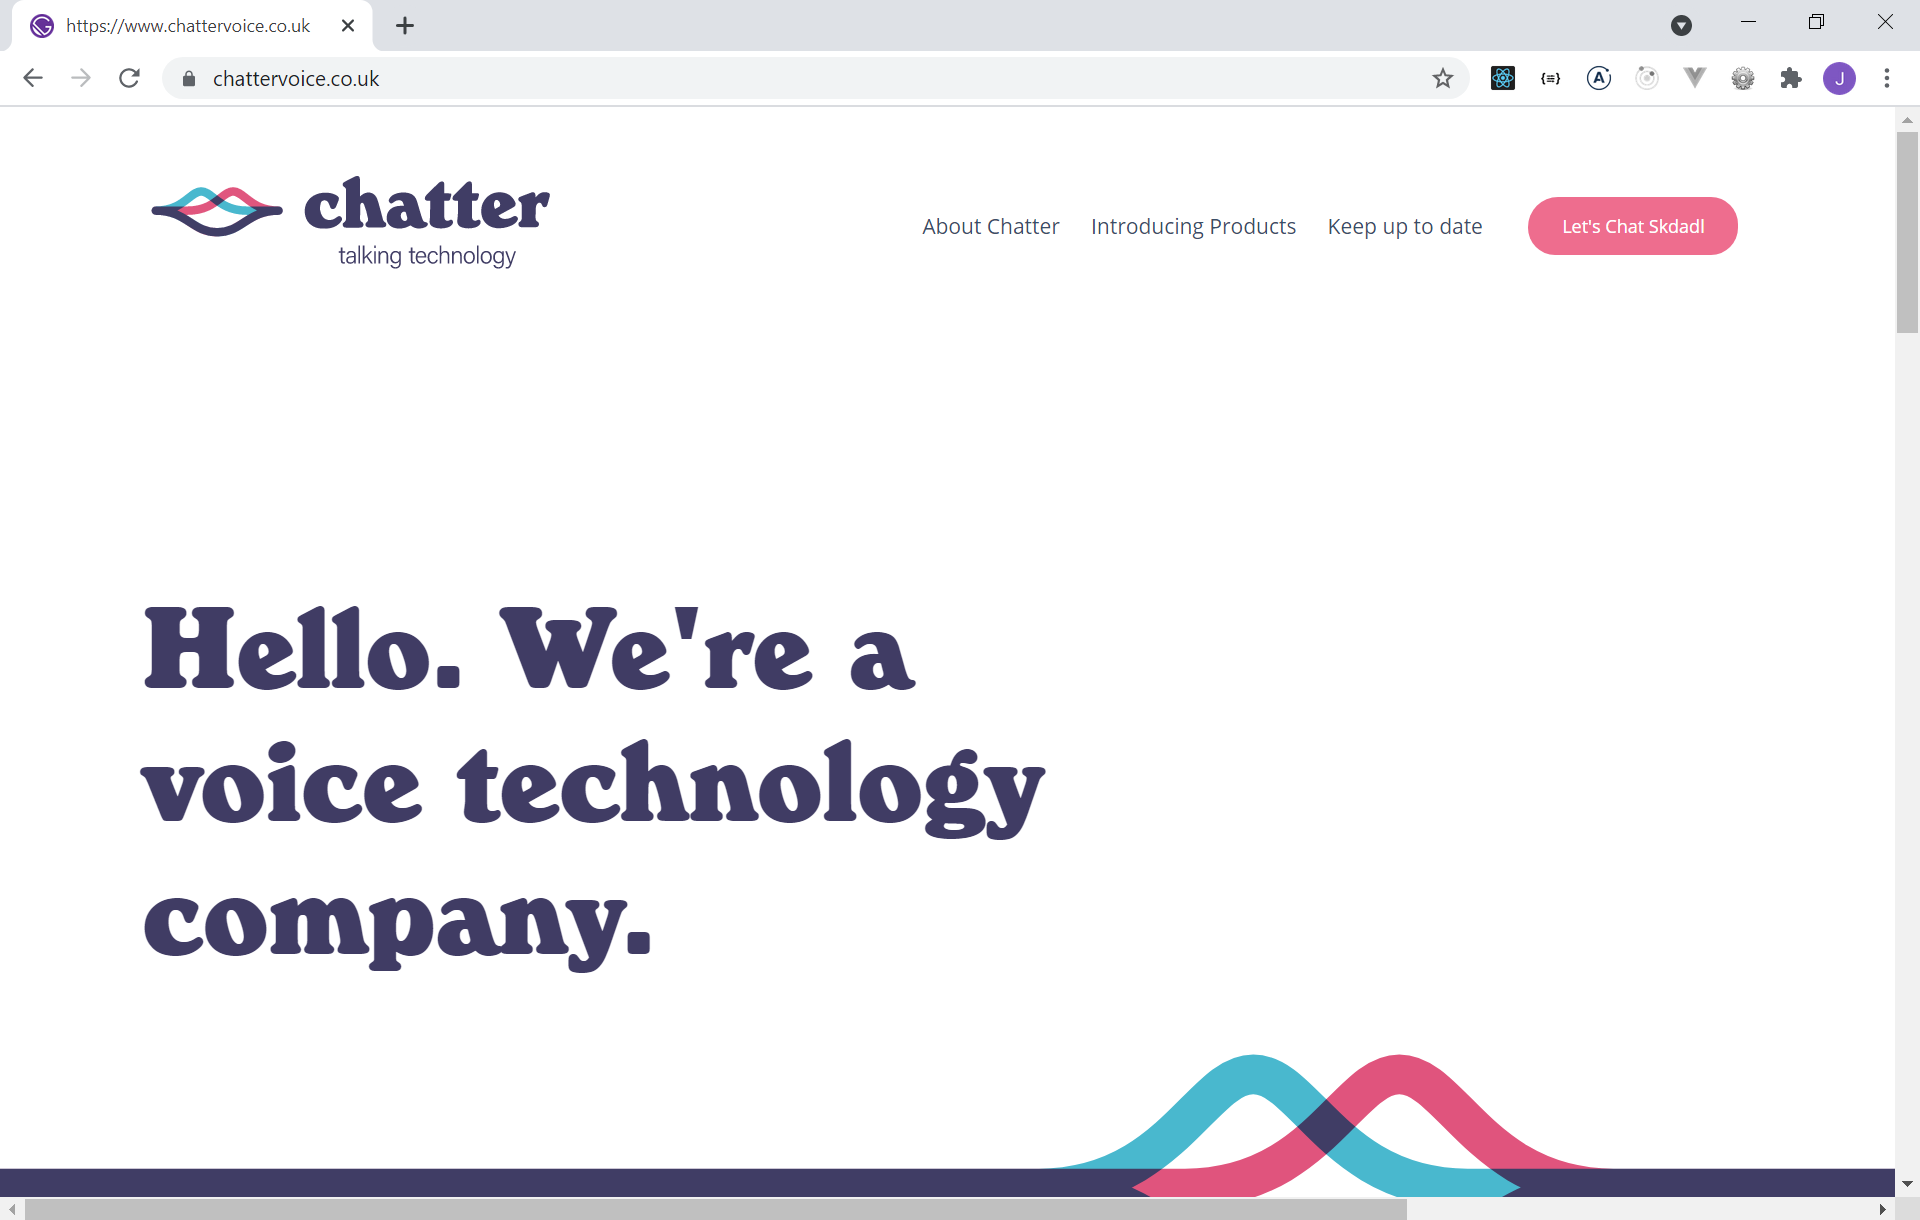 https://www.chattervoice.co.uk
chattervoice.co.uk
{≡}
A
J
chatter
talking technology
About Chatter
Introducing Products
Keep up to date
Let's Chat Skdadl
Hello. We're a
voice technology
company.